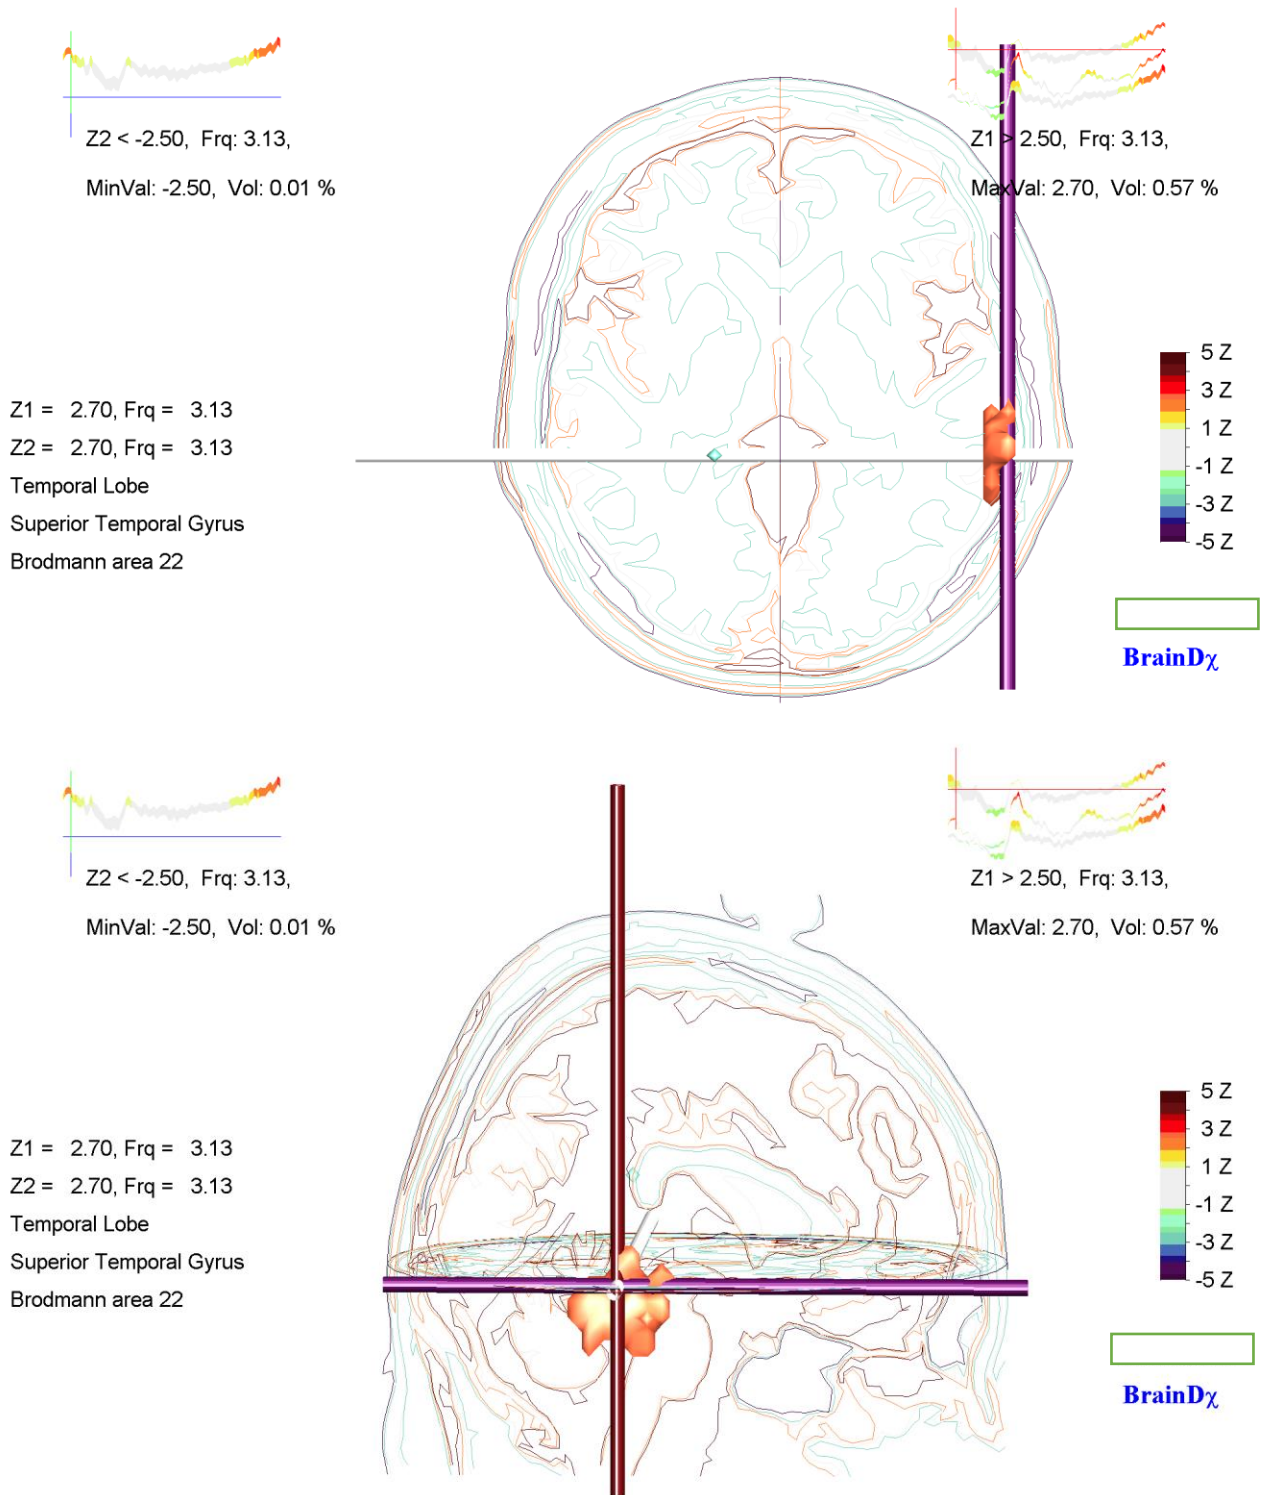 Z2 < -2.50, Frq: 3.13,
MinVal: -2.50, Vol: 0.01 %
Z1 > 2.50, Frq: 3.13,
MaxVal: 2.70, Vol: 0.57 %
Z1 = 2.70, Frq = 3.13
Z2 = 2.70, Frq = 3.13
Temporal Lobe
Superior Temporal Gyrus
Brodmann area 22
5 Z
3 Z
1 Z
-1 Z
-3 Z
-5 Z
BrainDχ
Z2 < -2.50, Frq: 3.13,
MinVal: -2.50, Vol: 0.01 %
Z1 > 2.50, Frq: 3.13,
MaxVal: 2.70, Vol: 0.57 %
Z1 = 2.70, Frq = 3.13
Z2 = 2.70, Frq = 3.13
Temporal Lobe
Superior Temporal Gyrus
Brodmann area 22
5 Z
3 Z
1 Z
-1 Z
-3 Z
-5 Z
BrainDχ